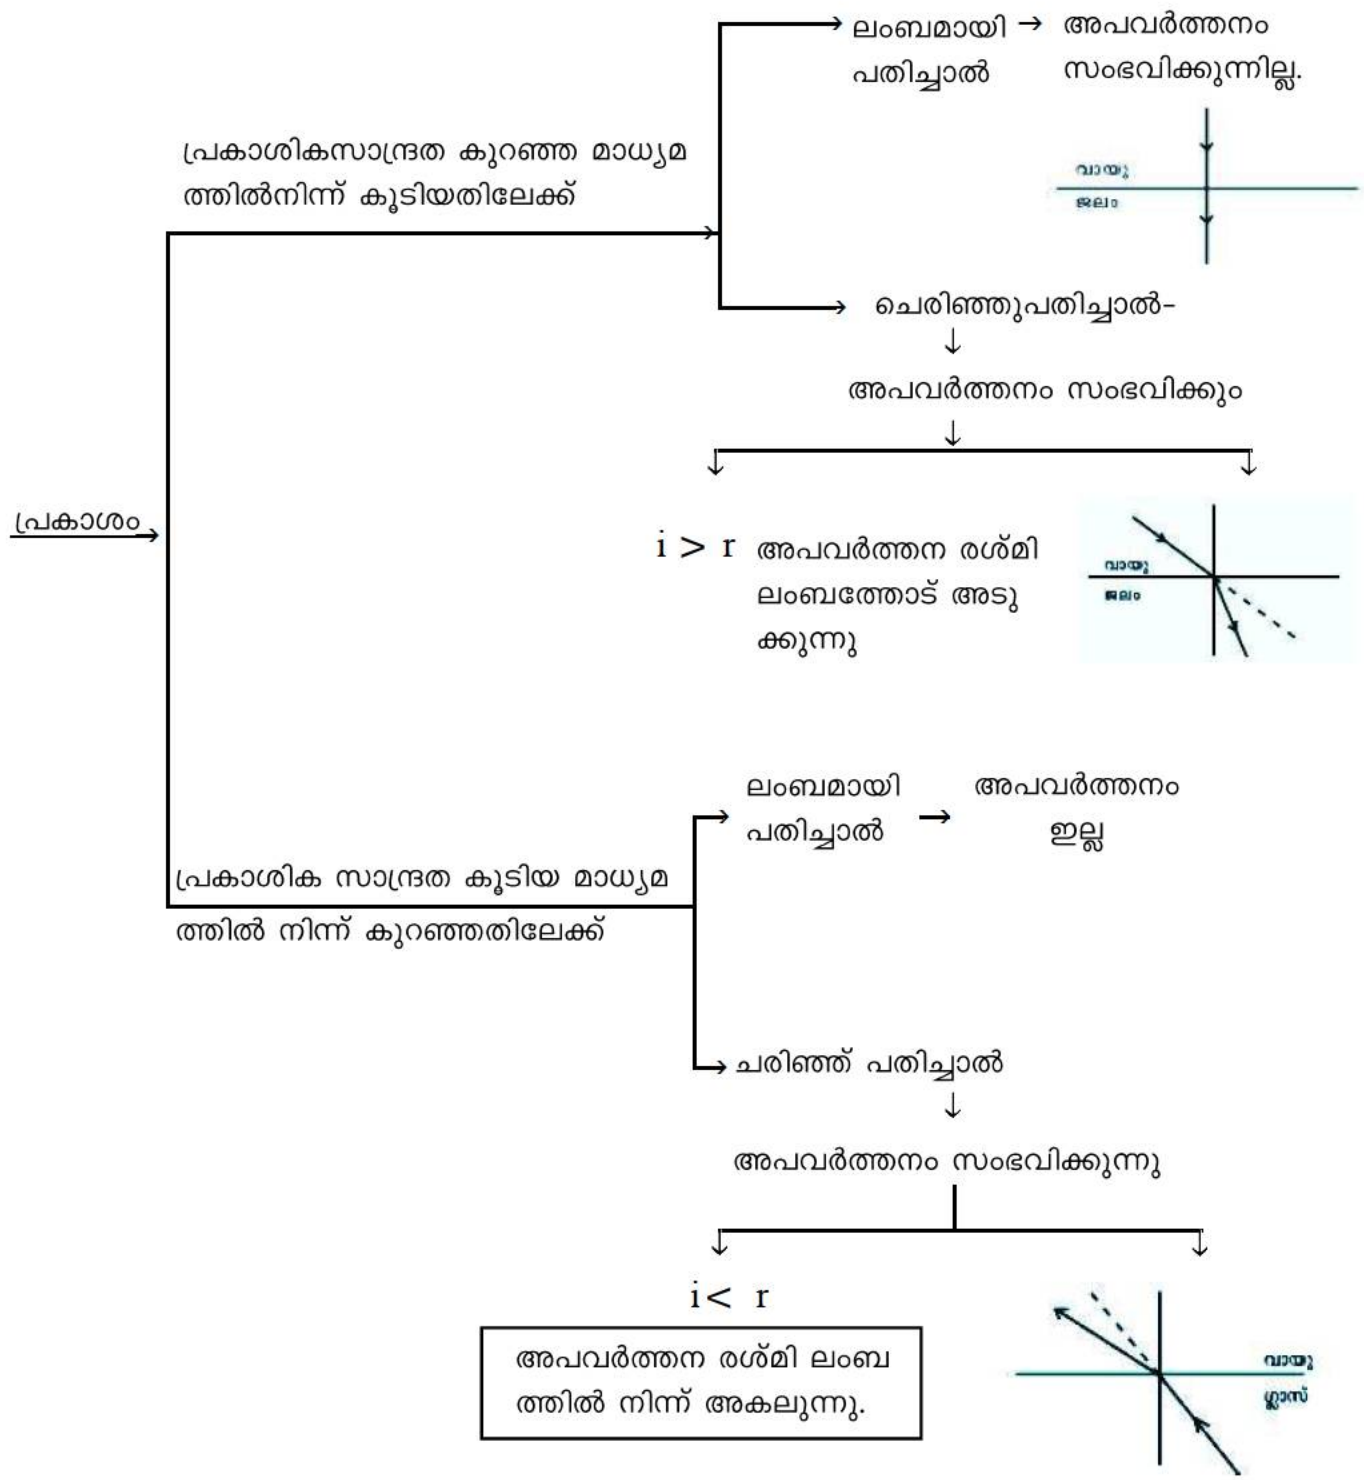 ലംബമായി → അപവർത്തനം
പതിച്ചാൽ സംഭവിക്കുന്നില്ല.
വായു
ജലം
പ്രകാശികസാന്ദ്രത കുറഞ്ഞ മാധ്യമ
ത്തിൽനിന്ന് കൂടിയതിലേക്ക്
ചെരിഞ്ഞുപതിച്ചാൽ-
അപവർത്തനം സംഭവിക്കും
പ്രകാശം
i > r അപവർത്തന രശ്മി
ലംബത്തോട് അടു
ക്കുന്നു
വായു
ജലം
ലംബമായി
പതിച്ചാൽ
അപവർത്തനം
ഇല്ല
പ്രകാശിക സാന്ദ്രത കൂടിയ മാധ്യമ
ത്തിൽ നിന്ന് കുറഞ്ഞതിലേക്ക്
ചരിഞ്ഞ് പതിച്ചാൽ
അപവർത്തനം സംഭവിക്കുന്നു
i < r
അപവർത്തന രശ്മി ലംബ
ത്തിൽ നിന്ന് അകലുന്നു.
വായു
ഗ്ലാസ്